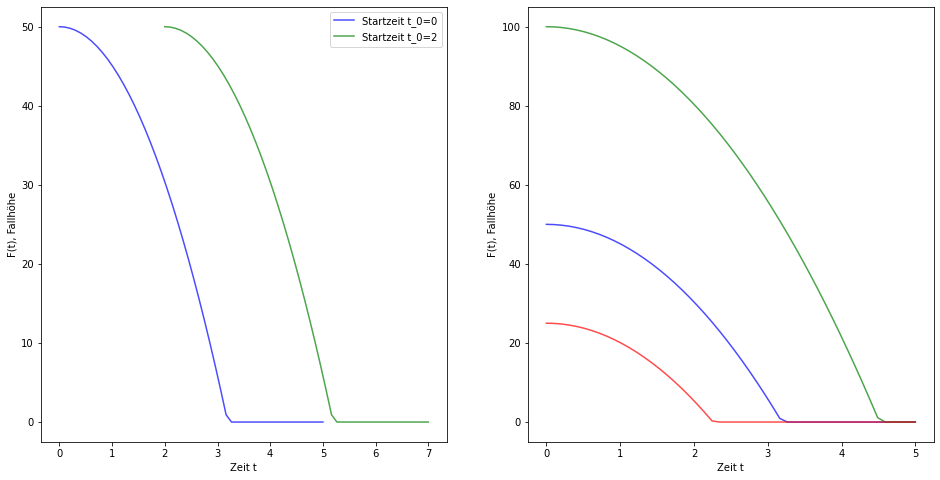 Startzeit t_0=0
Startzeit t_0=2
50
40
30
20
10
0
F(t), Fallhöhe
0 1 2 3 4 5 6 7
Zeit t
100
80
60
40
20
0
F(t), Fallhöhe
0 1 2 3 4 5
Zeit t